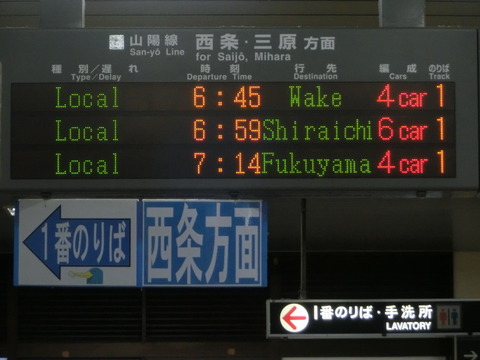 山陽線 西条・三原 方面
San-yō Line for Saijō, Mihara
種別/遅れ 時刻 行先 編成 のりば
Type/Delay Departure Time Destination Cars Track
Local 6:45 Wake 4car 1
Local 6:59 Shiraichi 6car 1
Local 7:14 Fukuyama 4car 1
1番のりば 西条方面
1番のりば・手洗所
LAVATORY